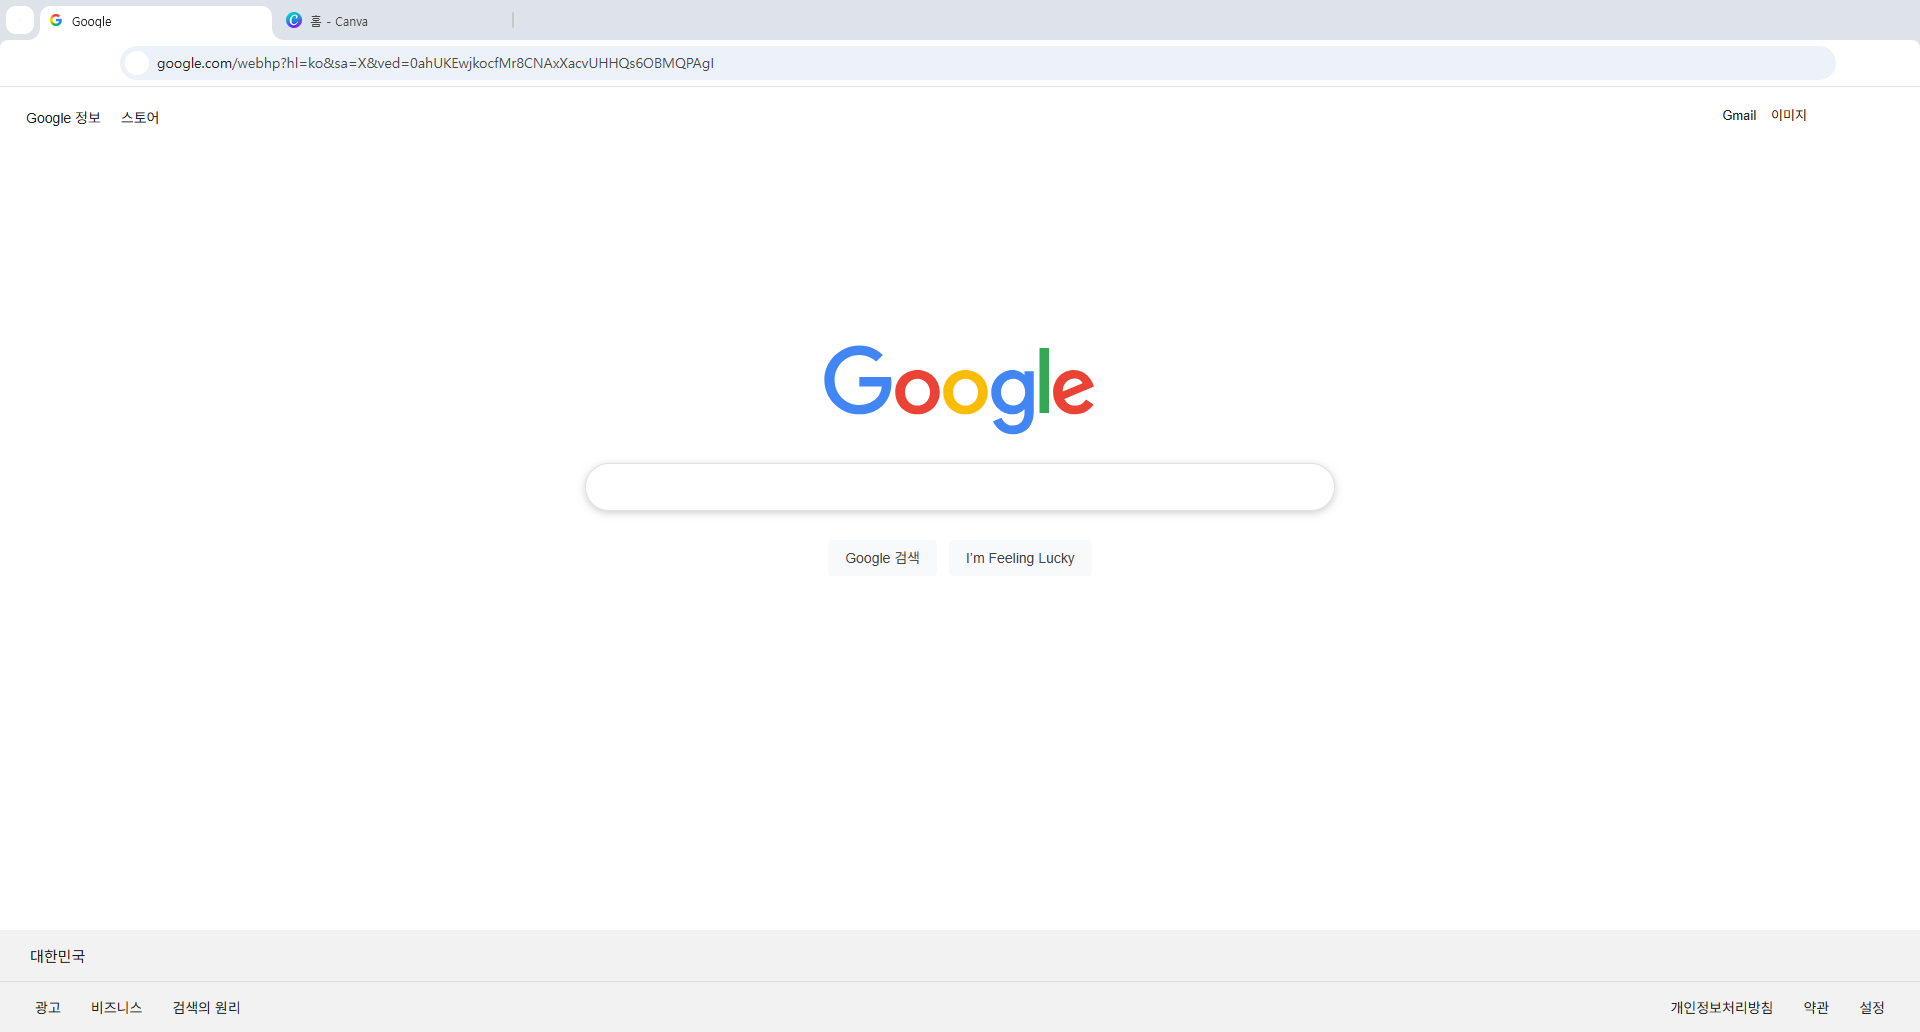 Google
홈 - Canva
google.com/webhp?hl=ko&sa=X&ved=0ahUKEwjkocfMr8CNAxXacvUHHQs6OBMQPAgI
Google 정보 스토어
Gmail 이미지
Google
Google 검색 I'm Feeling Lucky
대한민국
광고 비즈니스 검색의 원리
개인정보처리방침 약관 설정